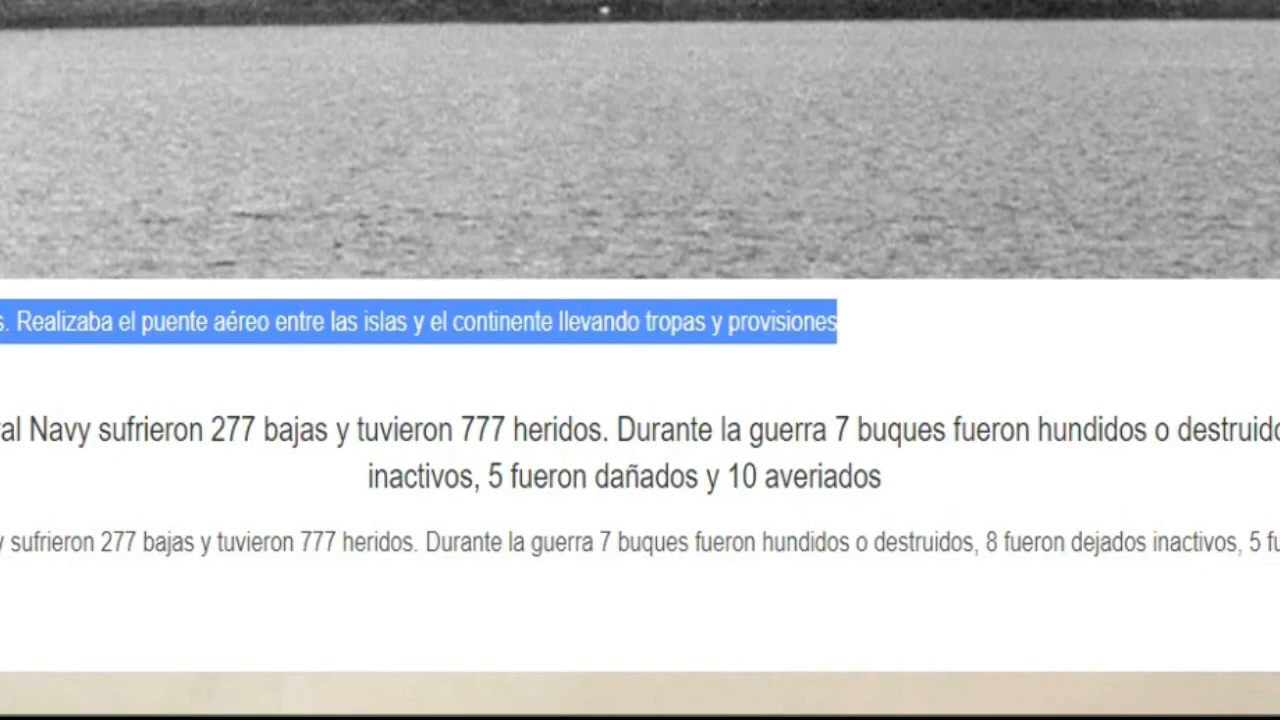 s. Realizaba el puente aéreo entre las islas y el continente llevando tropas y provisiones
al Navy sufrieron 277 bajas y tuvieron 777 heridos. Durante la guerra 7 buques fueron hundidos o destruido
inactivos, 5 fueron dañados y 10 averiados
y sufrieron 277 bajas y tuvieron 777 heridos. Durante la guerra 7 buques fueron hundidos o destruidos, 8 fueron dejados inactivos, 5 fu